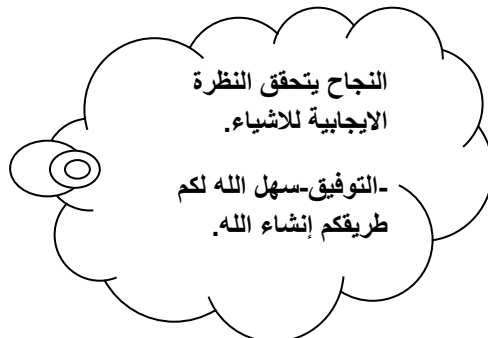 النجاح يتحقق النظرة
الايجابية للاشياء.
-التوفيق-سهل الله لكم
طريقكم إنشاء الله.